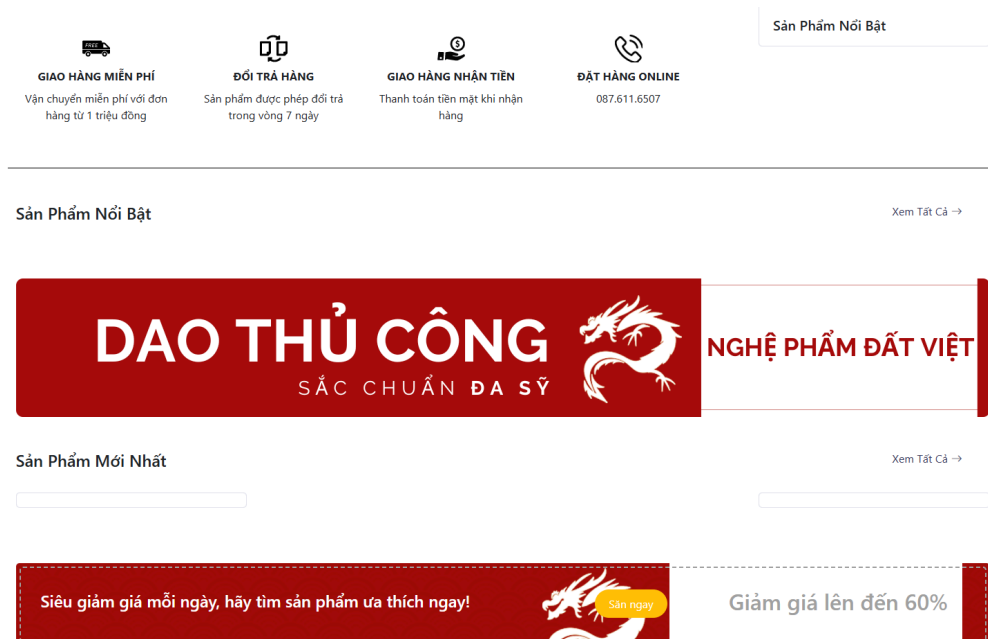 Sản Phẩm Nổi Bật
FREE
GIAO HÀNG MIỄN PHÍ
Vận chuyển miễn phí với đơn
hàng từ 1 triệu đồng
ĐỔI TRẢ HÀNG
Sản phẩm được phép đổi trả
trong vòng 7 ngày
$
GIAO HÀNG NHẬN TIỀN
Thanh toán tiền mặt khi nhận
hàng
ĐẶT HÀNG ONLINE
087.611.6507
Sản Phẩm Nổi Bật
Xem Tất Cả →
DAO THỦ CÔNG
SẮC CHUẨN ĐA SỸ
NGHỆ PHẨM ĐẤT VIỆT
Sản Phẩm Mới Nhất
Xem Tất Cả →
Siêu giảm giá mỗi ngày, hãy tìm sản phẩm ưa thích ngay!
Săn ngay
Giảm giá lên đến 60%